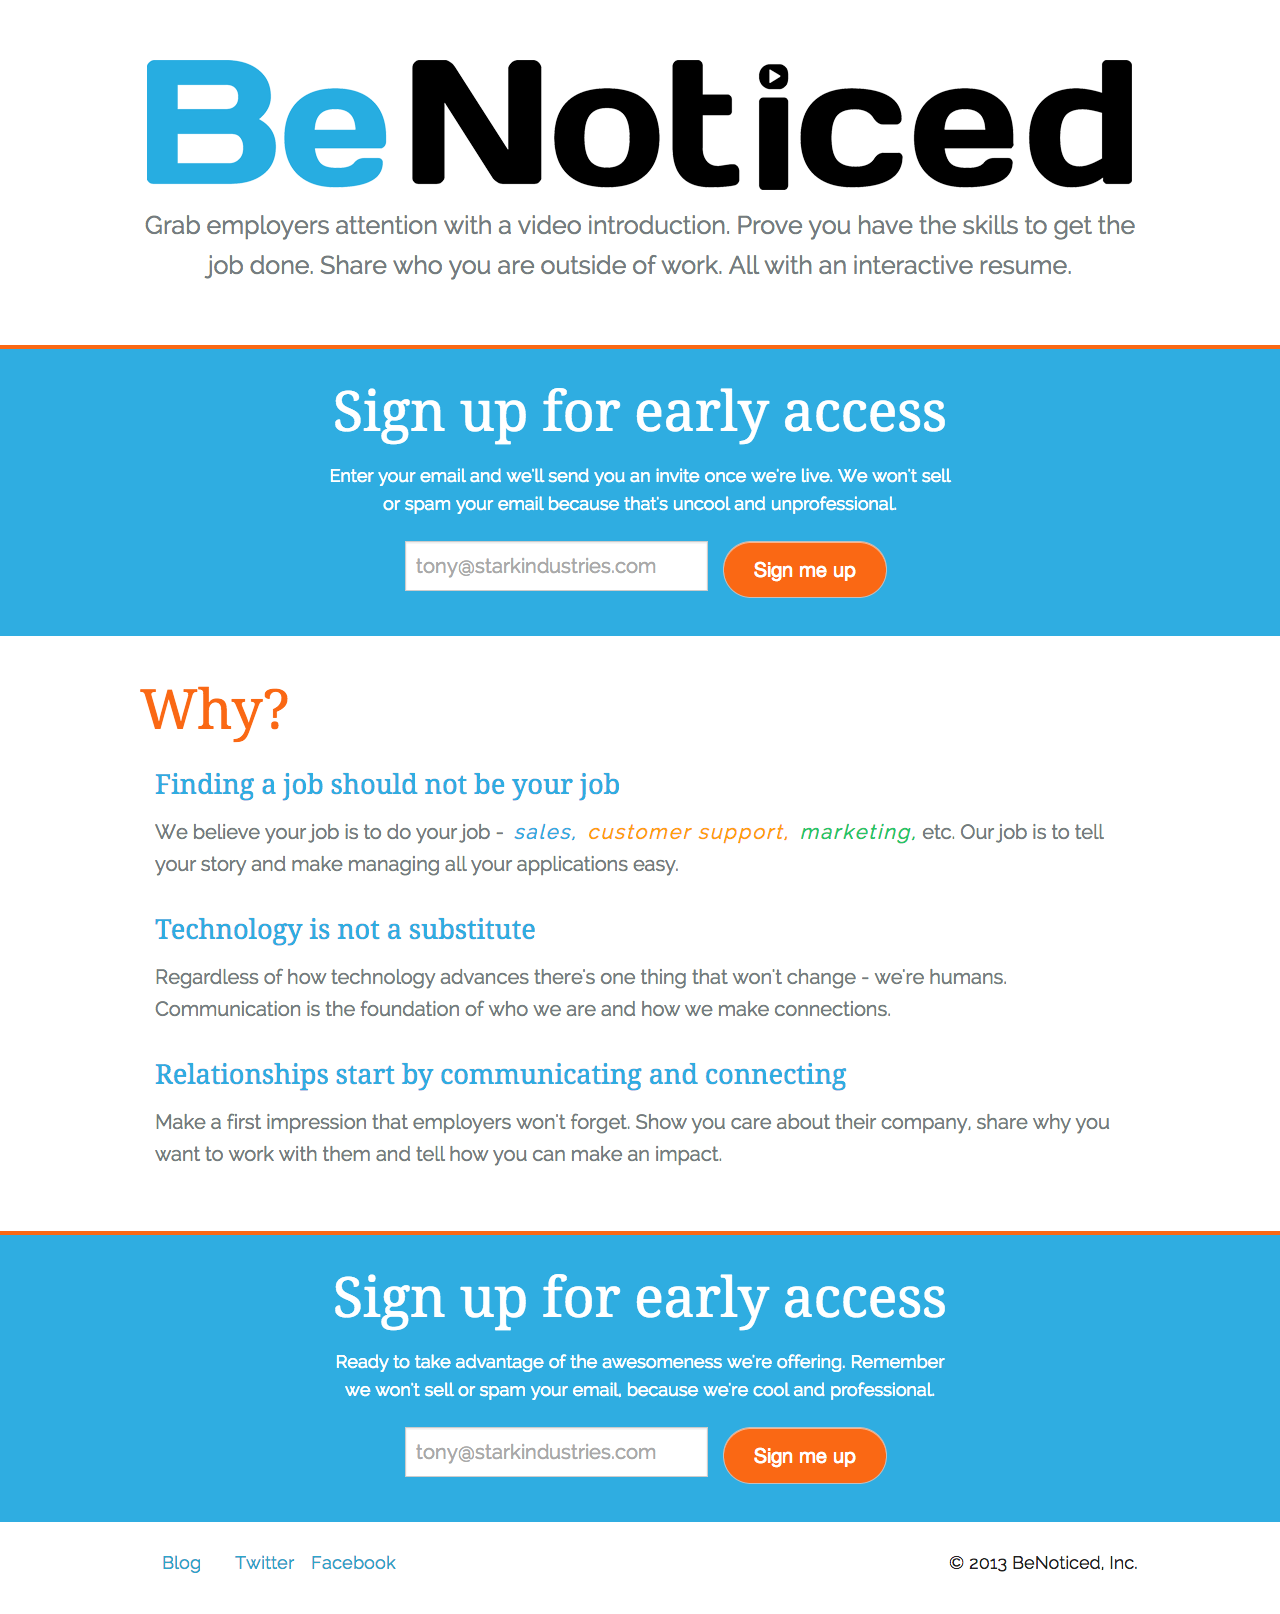 BeNoticed
Grab employers attention with a video introduction. Prove you have the skills to get the
job done. Share who you are outside of work. All with an interactive resume.
Sign up for early access
Enter your email and we'll send you an invite once we're live. We won't sell
or spam your email because that's uncool and unprofessional.
tony@starkindustries.com
Sign me up
Why?
Finding a job should not be your job
We believe your job is to do your job - sales, customer support, marketing, etc. Our job is to tell
your story and make managing all your applications easy.
Technology is not a substitute
Regardless of how technology advances there's one thing that won't change - we're humans.
Communication is the foundation of who we are and how we make connections.
Relationships start by communicating and connecting
Make a first impression that employers won't forget. Show you care about their company, share why you
want to work with them and tell how you can make an impact.
Sign up for early access
Ready to take advantage of the awesomeness we're offering. Remember
we won't sell or spam your email, because we're cool and professional.
tony@starkindustries.com
Sign me up
Blog Twitter Facebook © 2013 BeNoticed, Inc.